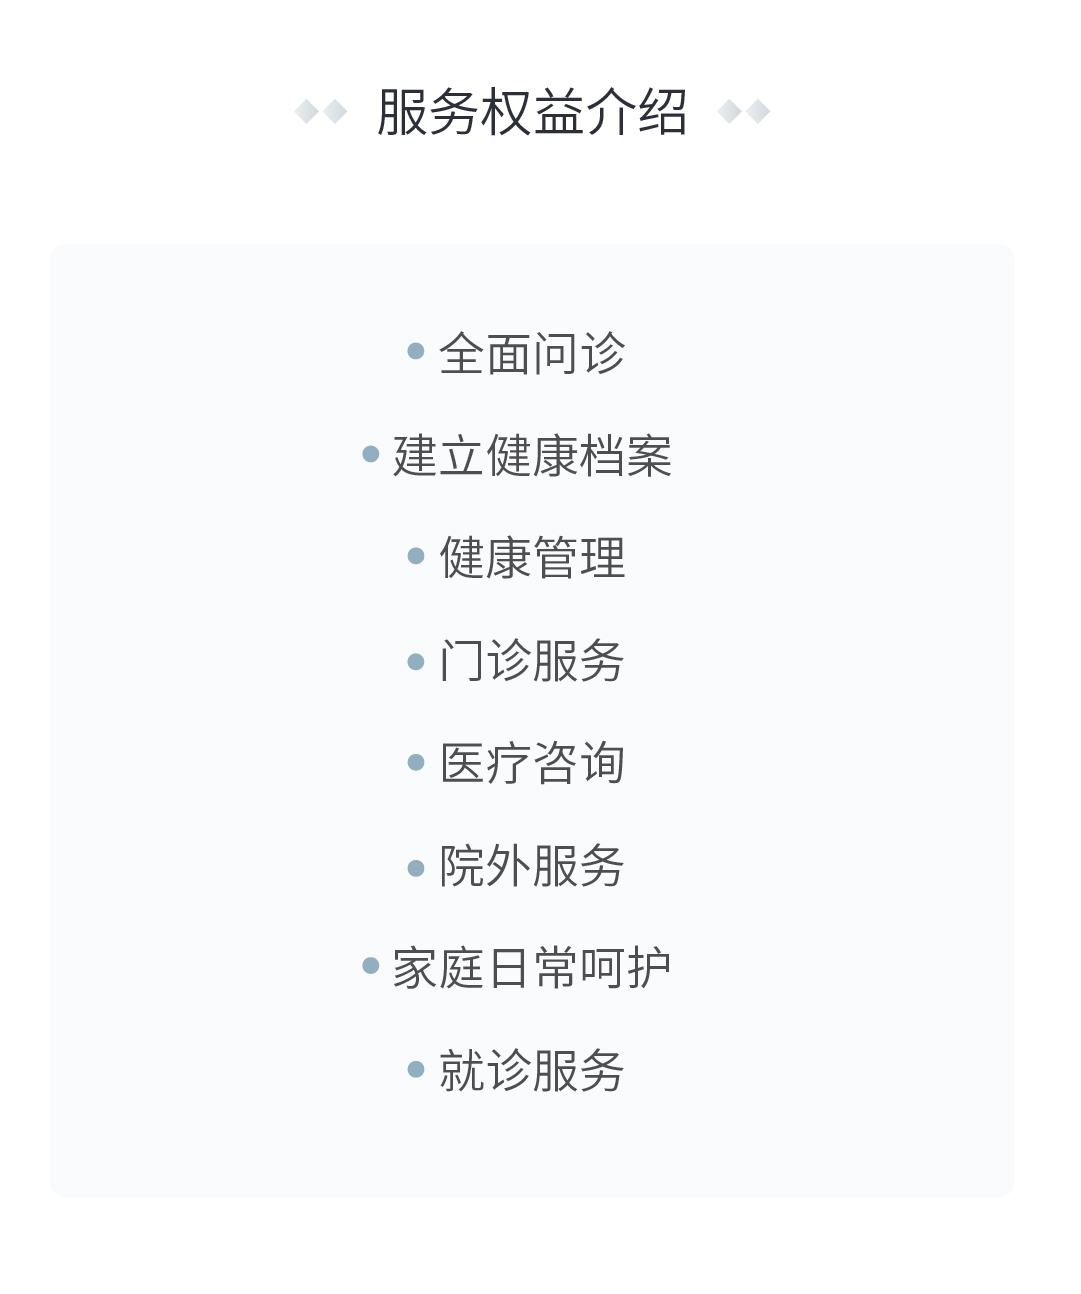 服务权益介绍
全面问诊
建立健康档案
健康管理
门诊服务
医疗咨询
院外服务
家庭日常呵护
就诊服务